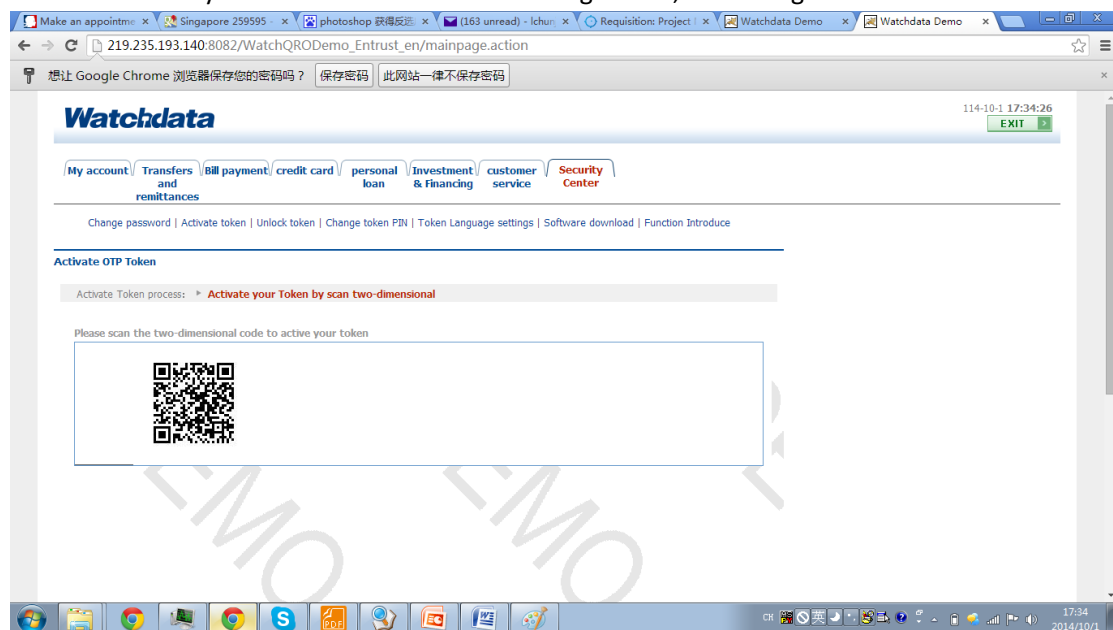 Make an appointme
Singapore 259595 -
photoshop 获得反选
(163 unread) - lchun
Requisition: Project
Watchdata Demo
Watchdata Demo
219.235.193.140:8082/WatchQRODemo_Entrust_en/mainpage.action
想让 Google Chrome 浏览器保存您的密码吗？ 保存密码 此网站一律不保存密码
Watchdata
114-10-1 17:34:26
EXIT
My account Transfers and remittances Bill payment credit card personal loan Investment & Financing customer service Security Center
Change password | Activate token | Unlock token | Change token PIN | Token Language settings | Software download | Function Introduce
Activate OTP Token
Activate Token process: Activate your Token by scan two-dimensional
Please scan the two-dimensional code to active your token
DEMO
EMO
CH 英
17:34
2014/10/1